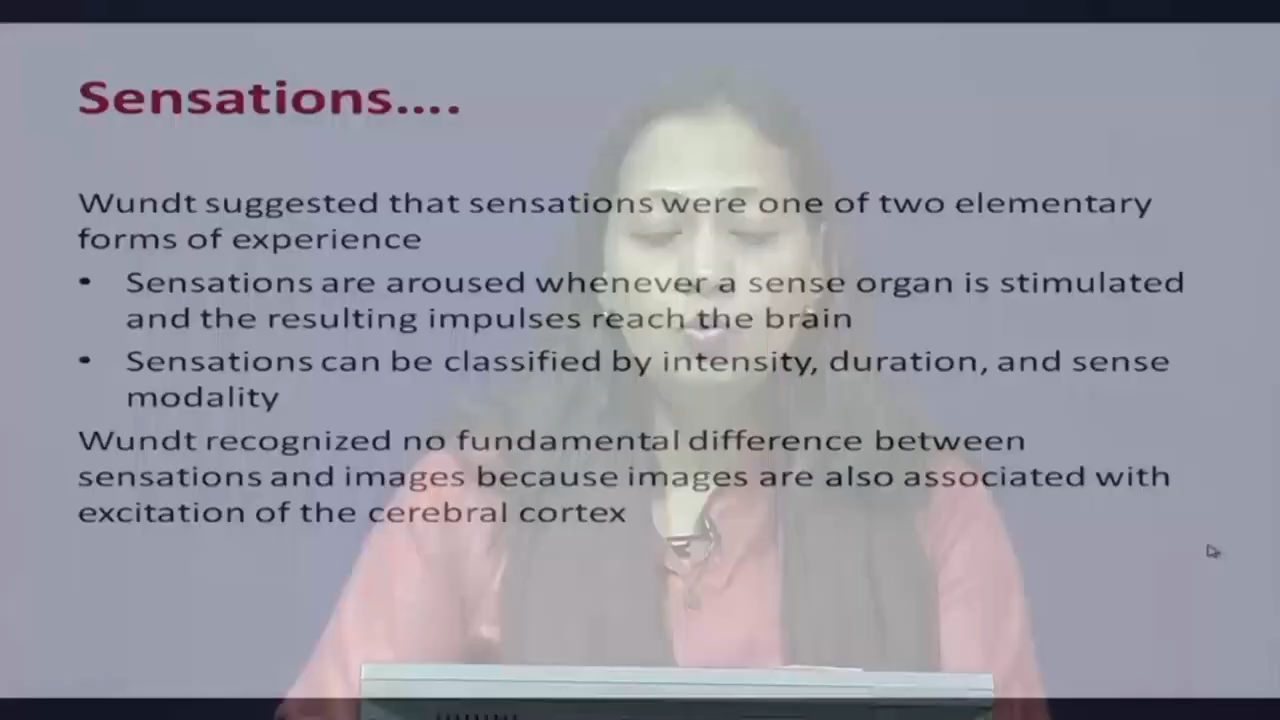 Sensations....
Wundt suggested that sensations were one of two elementary
forms of experience
• Sensations are aroused whenever a sense organ is stimulated
and the resulting impulses reach the brain
• Sensations can be classified by intensity, duration, and sense
modality
Wundt recognized no fundamental difference between
sensations and images because images are also associated with
excitation of the cerebral cortex